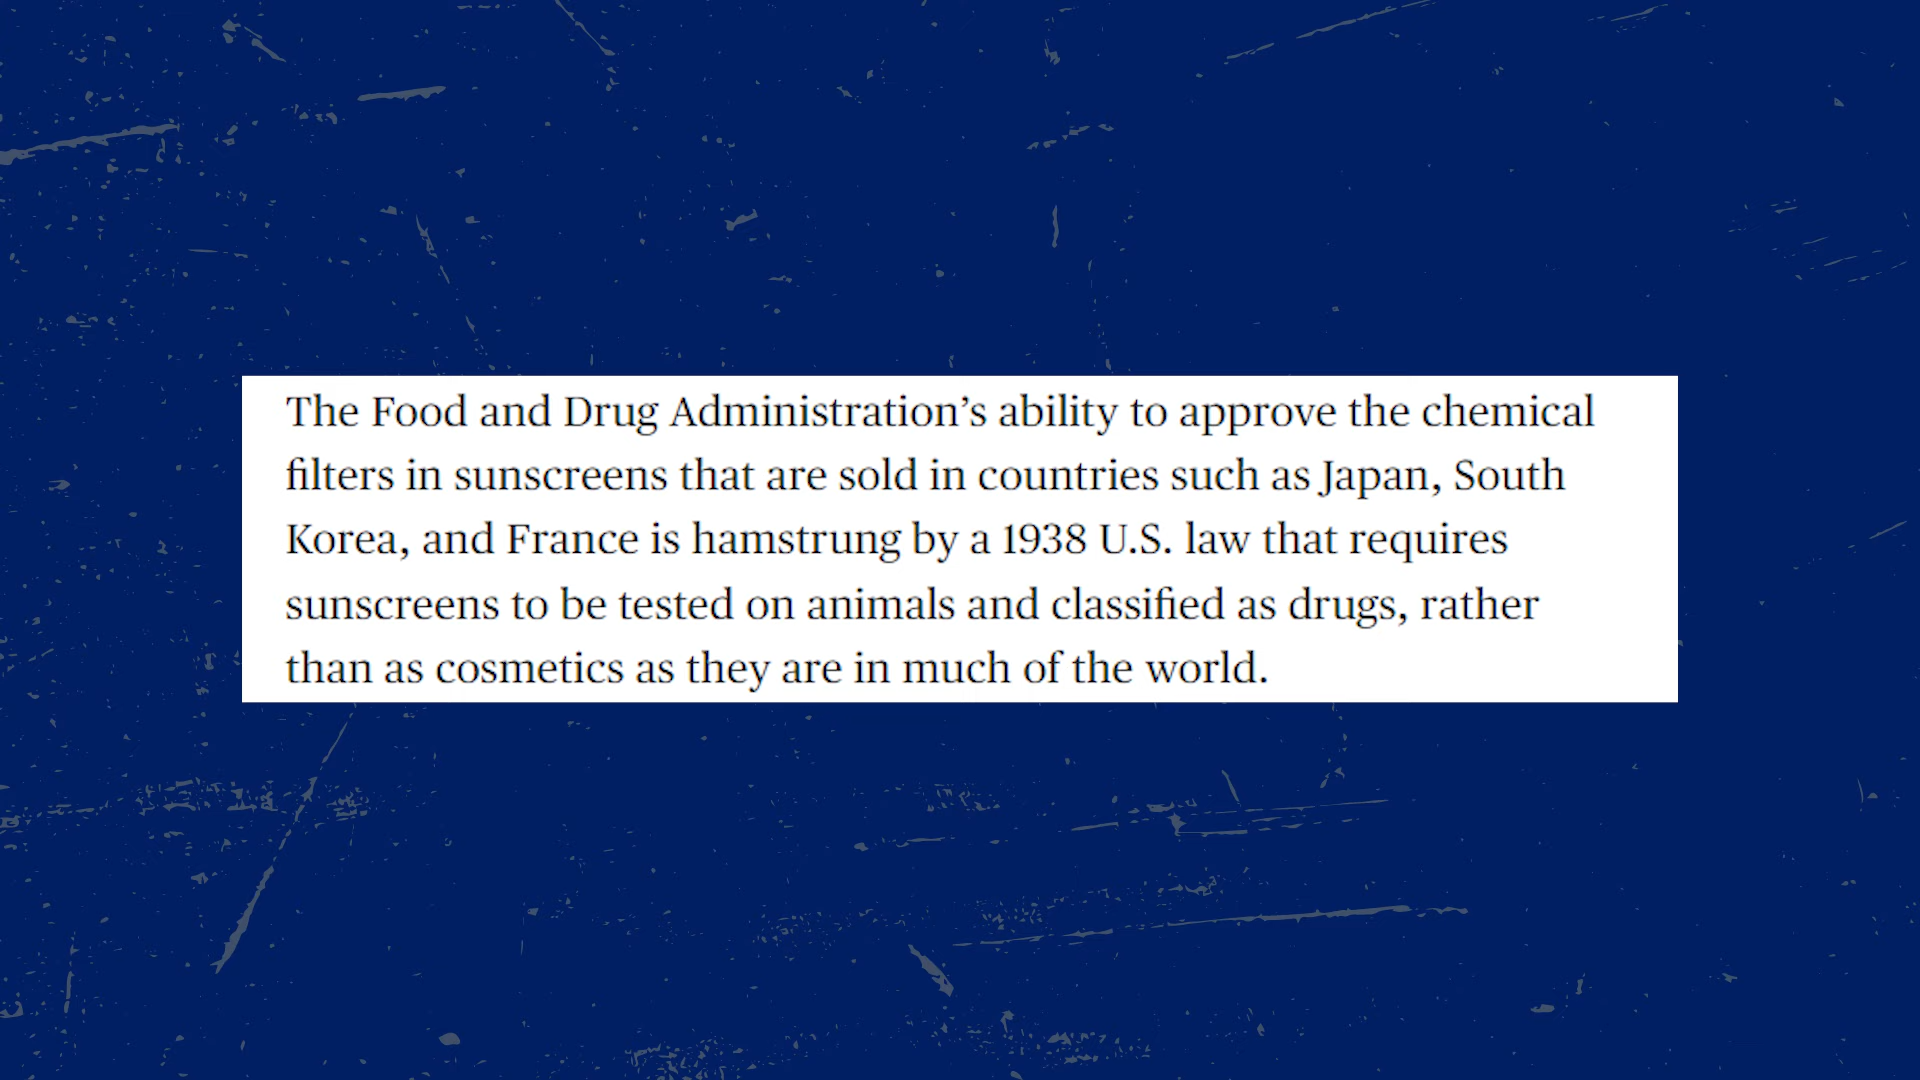 The Food and Drug Administration’s ability to approve the chemical
filters in sunscreens that are sold in countries such as Japan, South
Korea, and France is hamstrung by a 1938 U.S. law that requires
sunscreens to be tested on animals and classified as drugs, rather
than as cosmetics as they are in much of the world.